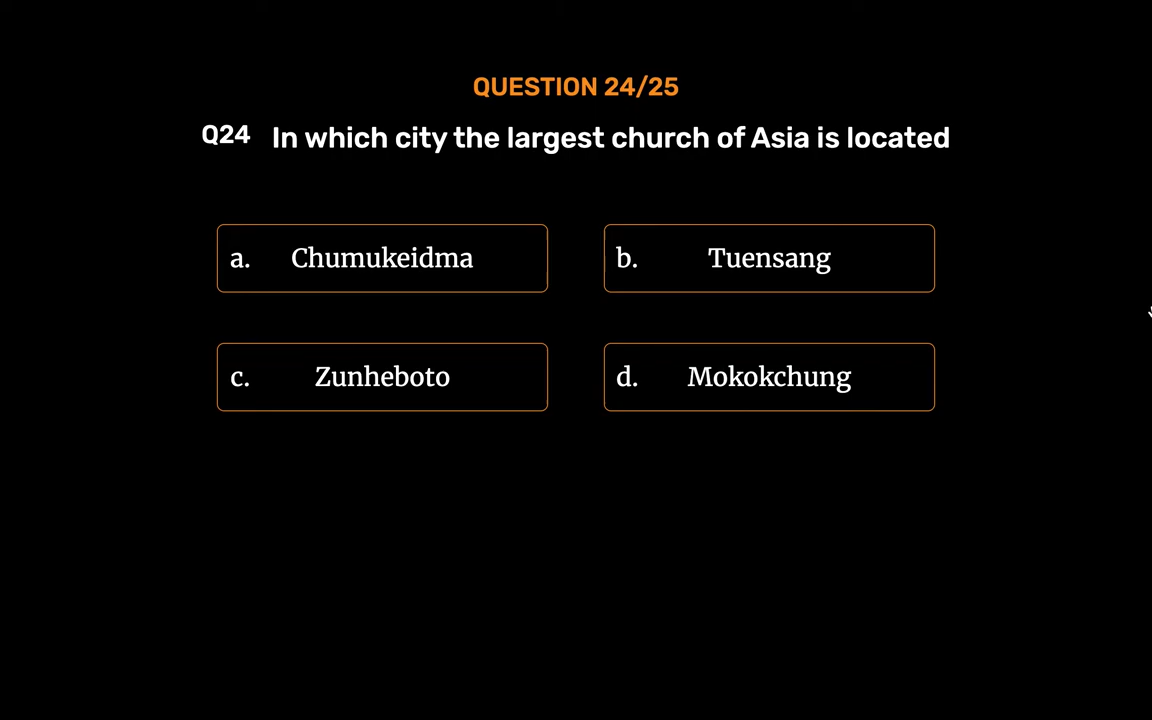 QUESTION 24/25
Q24 In which city the largest church of Asia is located
a. Chumukeidma
b. Tuensang
c. Zunheboto
d. Mokokchung